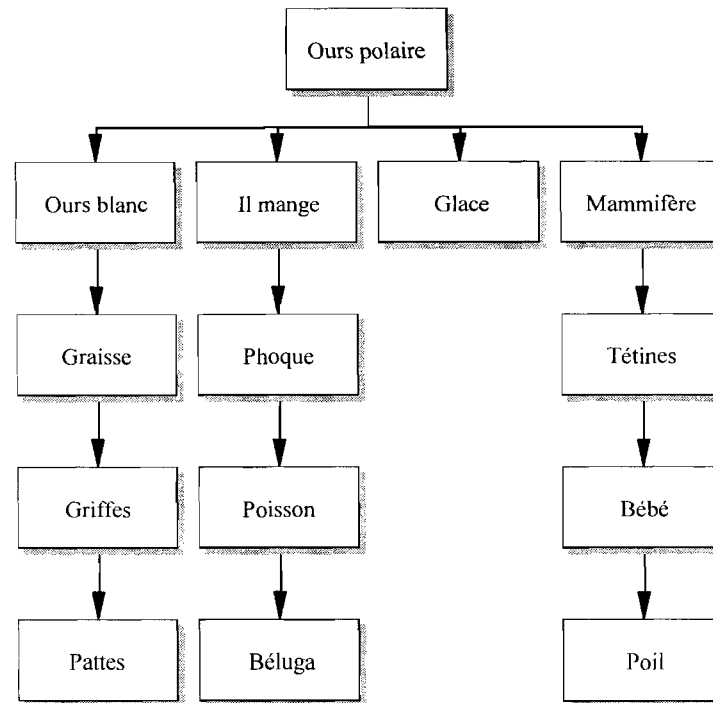 Ours polaire
Ours blanc
Il mange
Glace
Mammifère
Graisse
Phoque
Tétines
Griffes
Poisson
Bébé
Pattes
Béluga
Poil